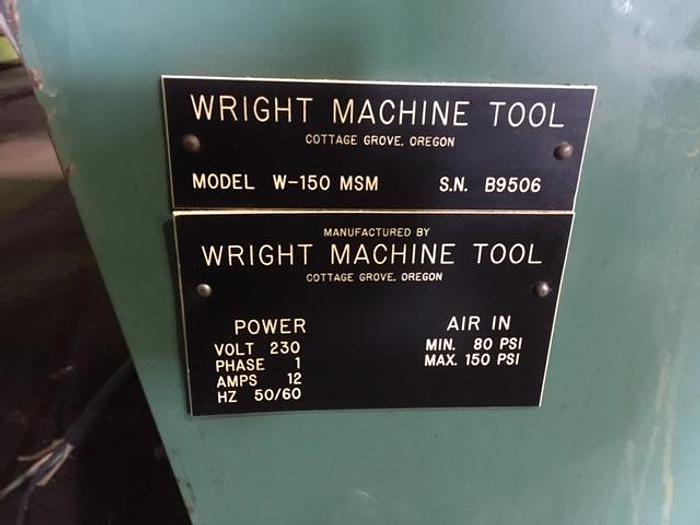 WRIGHT MACHINE TOOL
COTTAGE GROVE, OREGON
MODEL W-150 MSM S.N. B9506
MANUFACTURED BY
WRIGHT MACHINE TOOL
COTTAGE GROVE, OREGON
POWER
VOLT 230
PHASE 1
AMPS 12
HZ 50/60
AIR IN
MIN. 80 PSI
MAX. 150 PSI